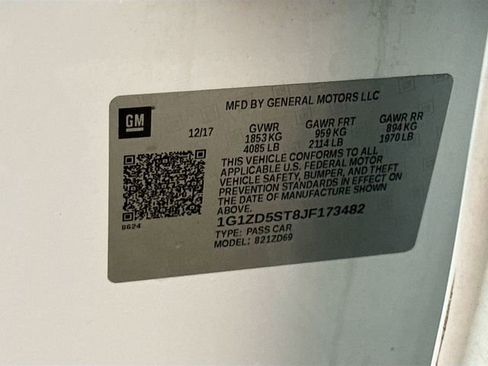 GM
MFD BY GENERAL MOTORS LLC
12/17 GVWR GAWR FRT GAWR RR
1853 KG 959 KG 894 KG
4085 LB 2114 LB 1970 LB
THIS VEHICLE CONFORMS TO ALL
APPLICABLE U.S. FEDERAL MOTOR
VEHICLE SAFETY, BUMPER, AND THEFT
PREVENTION STANDARDS IN EFFECT ON
THE DATE OF MANUFACTURE SHOWN
ABOVE.
1G1ZD5ST8JF173482
TYPE: PASS CAR
MODEL: 821ZD69
8624